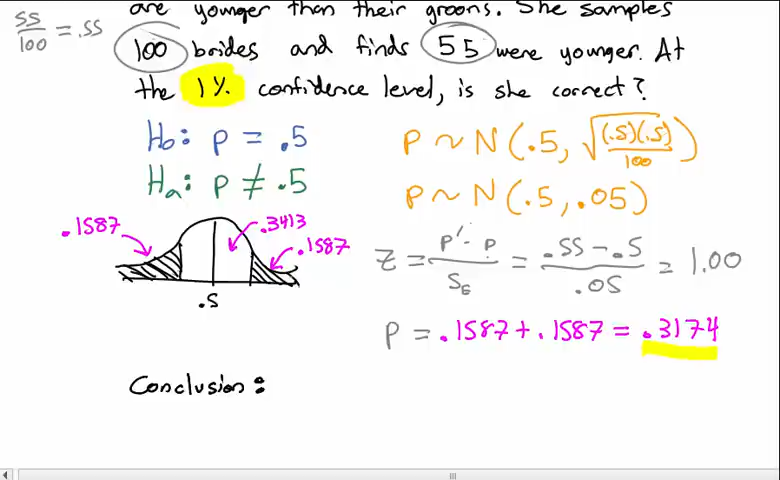 are younger than their grooms. She samples
55/100 = .55
100 brides and finds 55 were younger. At
the 1% confidence level, is she correct?
H₀: p = .5
Hₐ: p ≠ .5
P ~ N(.5, √((.5)(.5)/100))
P ~ N(.5, .05)
.1587
.3413
.1587
.5
Z = (p' - p)/S_E = (.55 - .5)/.05 = 1.00
P = .1587 + .1587 = .3174
Conclusion: